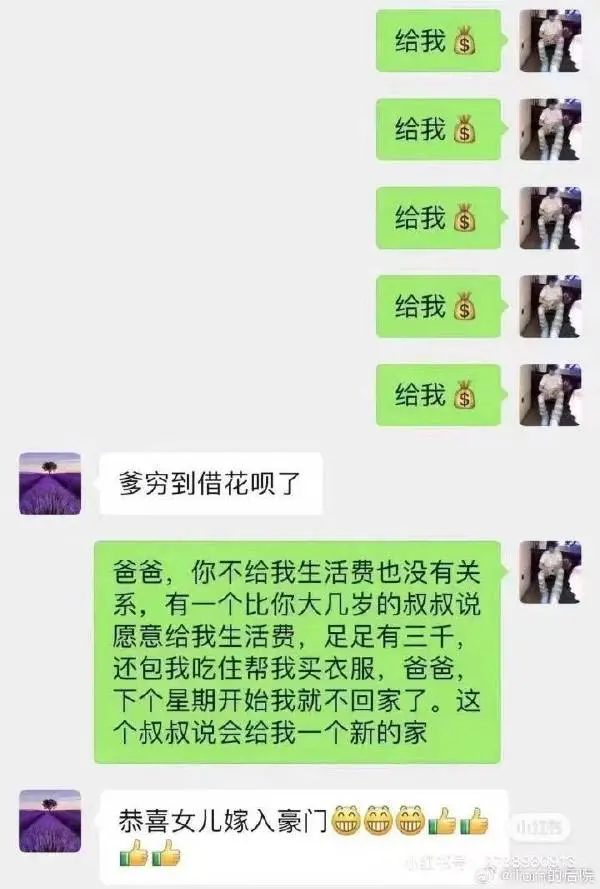 给我💰
给我💰
给我💰
给我💰
给我💰
爹穷到借花呗了
爸爸，你不给我生活费也没有关
系，有一个比你大几岁的叔叔说
愿意给我生活费，足足有三千，
还包我吃住帮我买衣服，爸爸，
下个星期开始我就不回家了。这
个叔叔说会给我一个新的家
恭喜女儿嫁入豪门😁😁😁👍👍
👍👍
小红书
小红书号